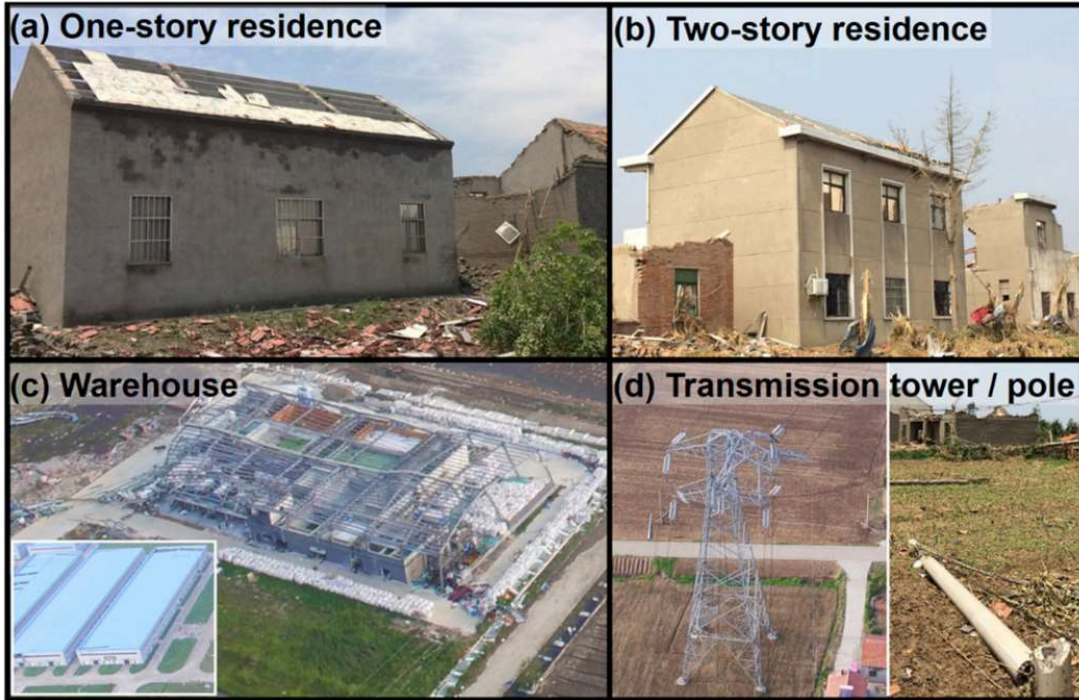 (a) One-story residence
(b) Two-story residence
(c) Warehouse
(d) Transmission tower / pole